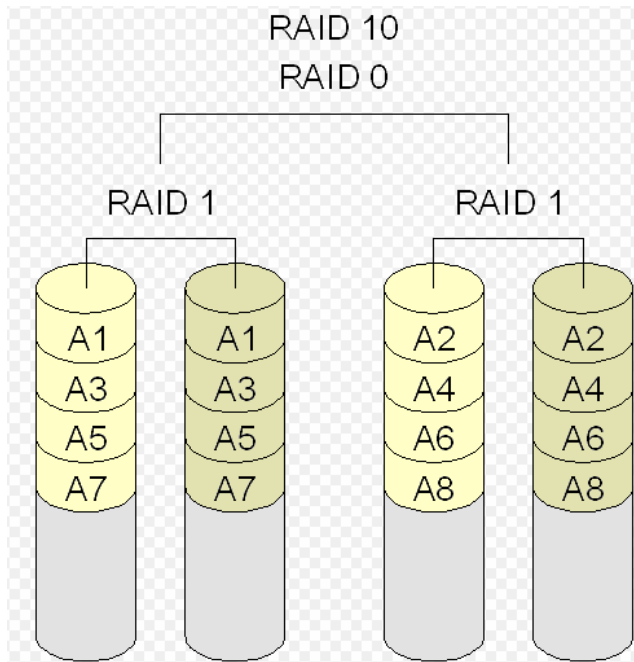 RAID 10
RAID 0
RAID 1 RAID 1
A1 A1 A2 A2
A3 A3 A4 A4
A5 A5 A6 A6
A7 A7 A8 A8